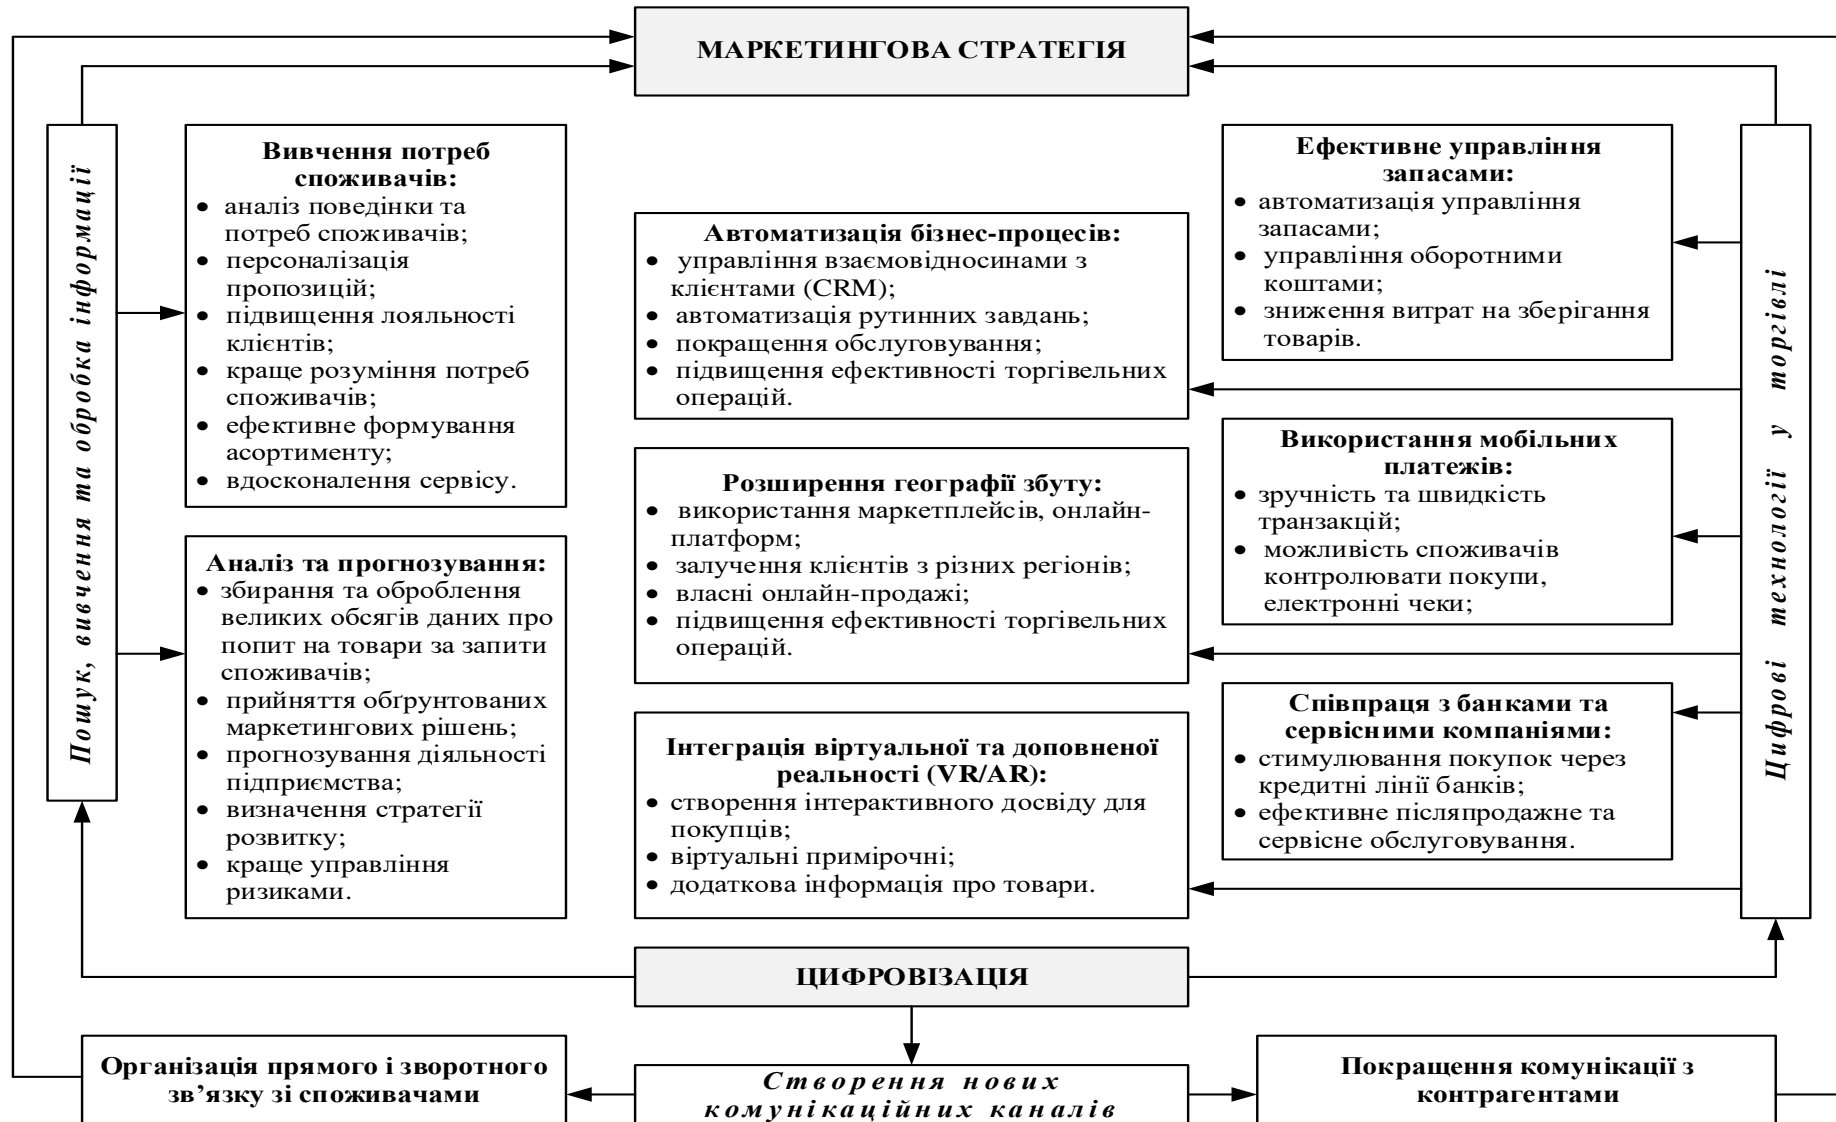 МАРКЕТИНГОВА СТРАТЕГІЯ
Пошук, вивчення та обробка інформації
Вивчення потреб
споживачів:
• аналіз поведінки та
потреб споживачів;
• персоналізація
пропозицій;
• підвищення лояльності
клієнтів;
• краще розуміння потреб
споживачів;
• ефективне формування
асортименту;
• вдосконалення сервісу.
Аналіз та прогнозування:
• збирання та оброблення
великих обсягів даних про
попит на товари за запити
споживачів;
• прийняття обґрунтованих
маркетингових рішень;
• прогнозування діяльності
підприємства;
• визначення стратегії
розвитку;
• краще управління
ризиками.
Автоматизація бізнес-процесів:
• управління взаємовідносинами з
клієнтами (CRM);
• автоматизація рутинних завдань;
• покращення обслуговування;
• підвищення ефективності торгівельних
операцій.
Розширення географії збуту:
• використання маркетплейсів, онлайн-
платформ;
• залучення клієнтів з різних регіонів;
• власні онлайн-продажі;
• підвищення ефективності торгівельних
операцій.
Інтеграція віртуальної та доповненої
реальності (VR/AR):
• створення інтерактивного досвіду для
покупців;
• віртуальні примірочні;
• додаткова інформація про товари.
Ефективне управління
запасами:
• автоматизація управління
запасами;
• управління оборотними
коштами;
• зниження витрат на зберігання
товарів.
Використання мобільних
платежів:
• зручність та швидкість
транзакцій;
• можливість споживачів
контролювати покупи,
електронні чеки;
Співпраця з банками та
сервісними компаніями:
• стимулювання покупок через
кредитні лінії банків;
• ефективне післяпродажне та
сервісне обслуговування.
Цифрові технології у торгівлі
ЦИФРОВІЗАЦІЯ
Організація прямого і зворотного
зв’язку зі споживачами
Створення нових
комунікаційних каналів
Покращення комунікації з
контрагентами